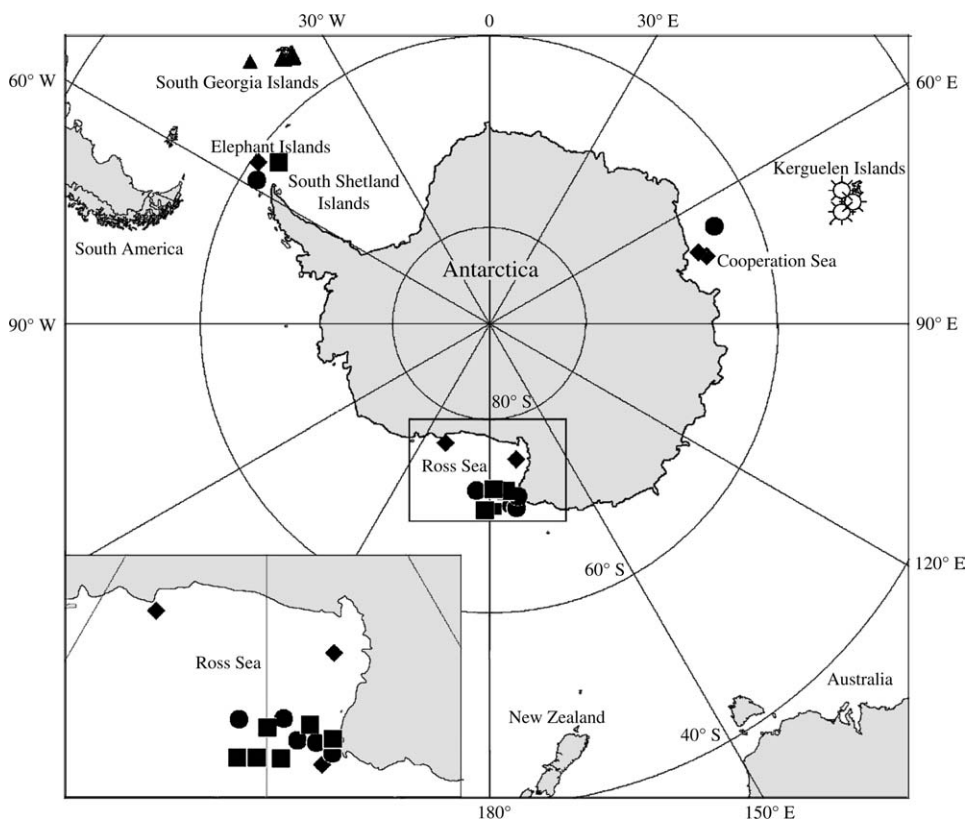 30° W
0
30° E
60° W
60° E
South Georgia Islands
Elephant Islands
South Shetland
Islands
Kerguelen Islands
South America
Cooperation Sea
Antarctica
90° W
90° E
80° S
Ross Sea
60° S
120° E
Ross Sea
Australia
New Zealand
40° S
180°
150° E